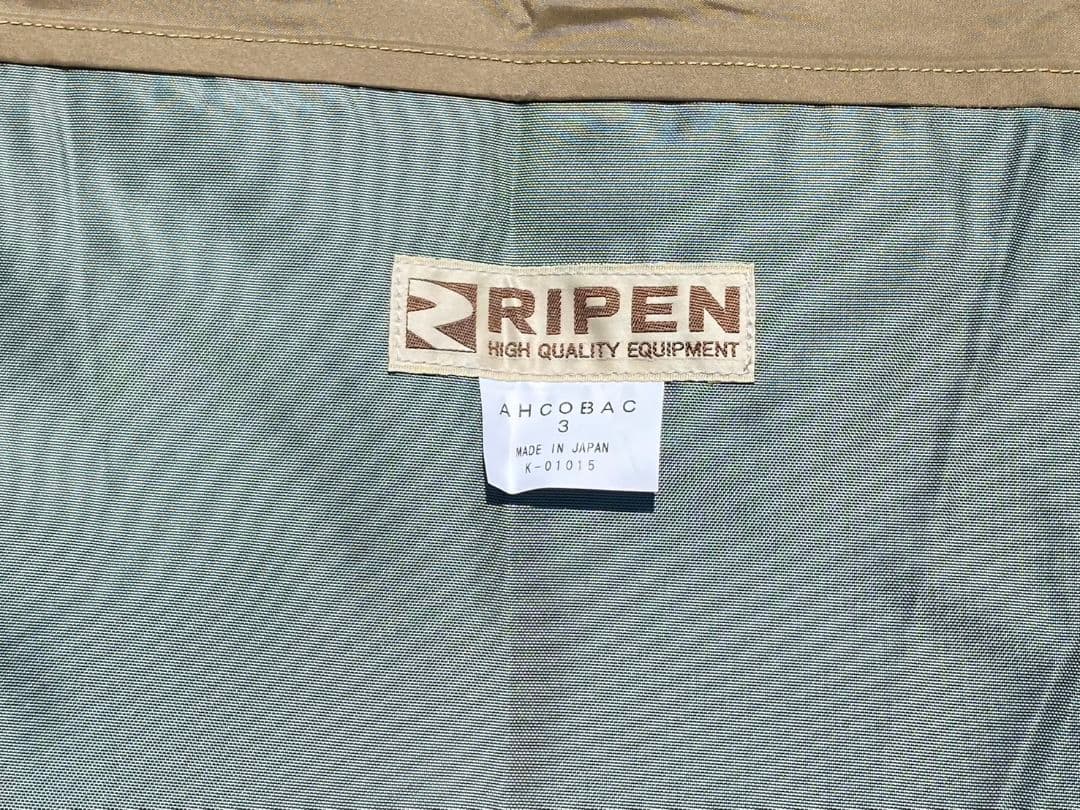 RIPEN
HIGH QUALITY EQUIPMENT
AHCOBAC
3
MADE IN JAPAN
K-01015